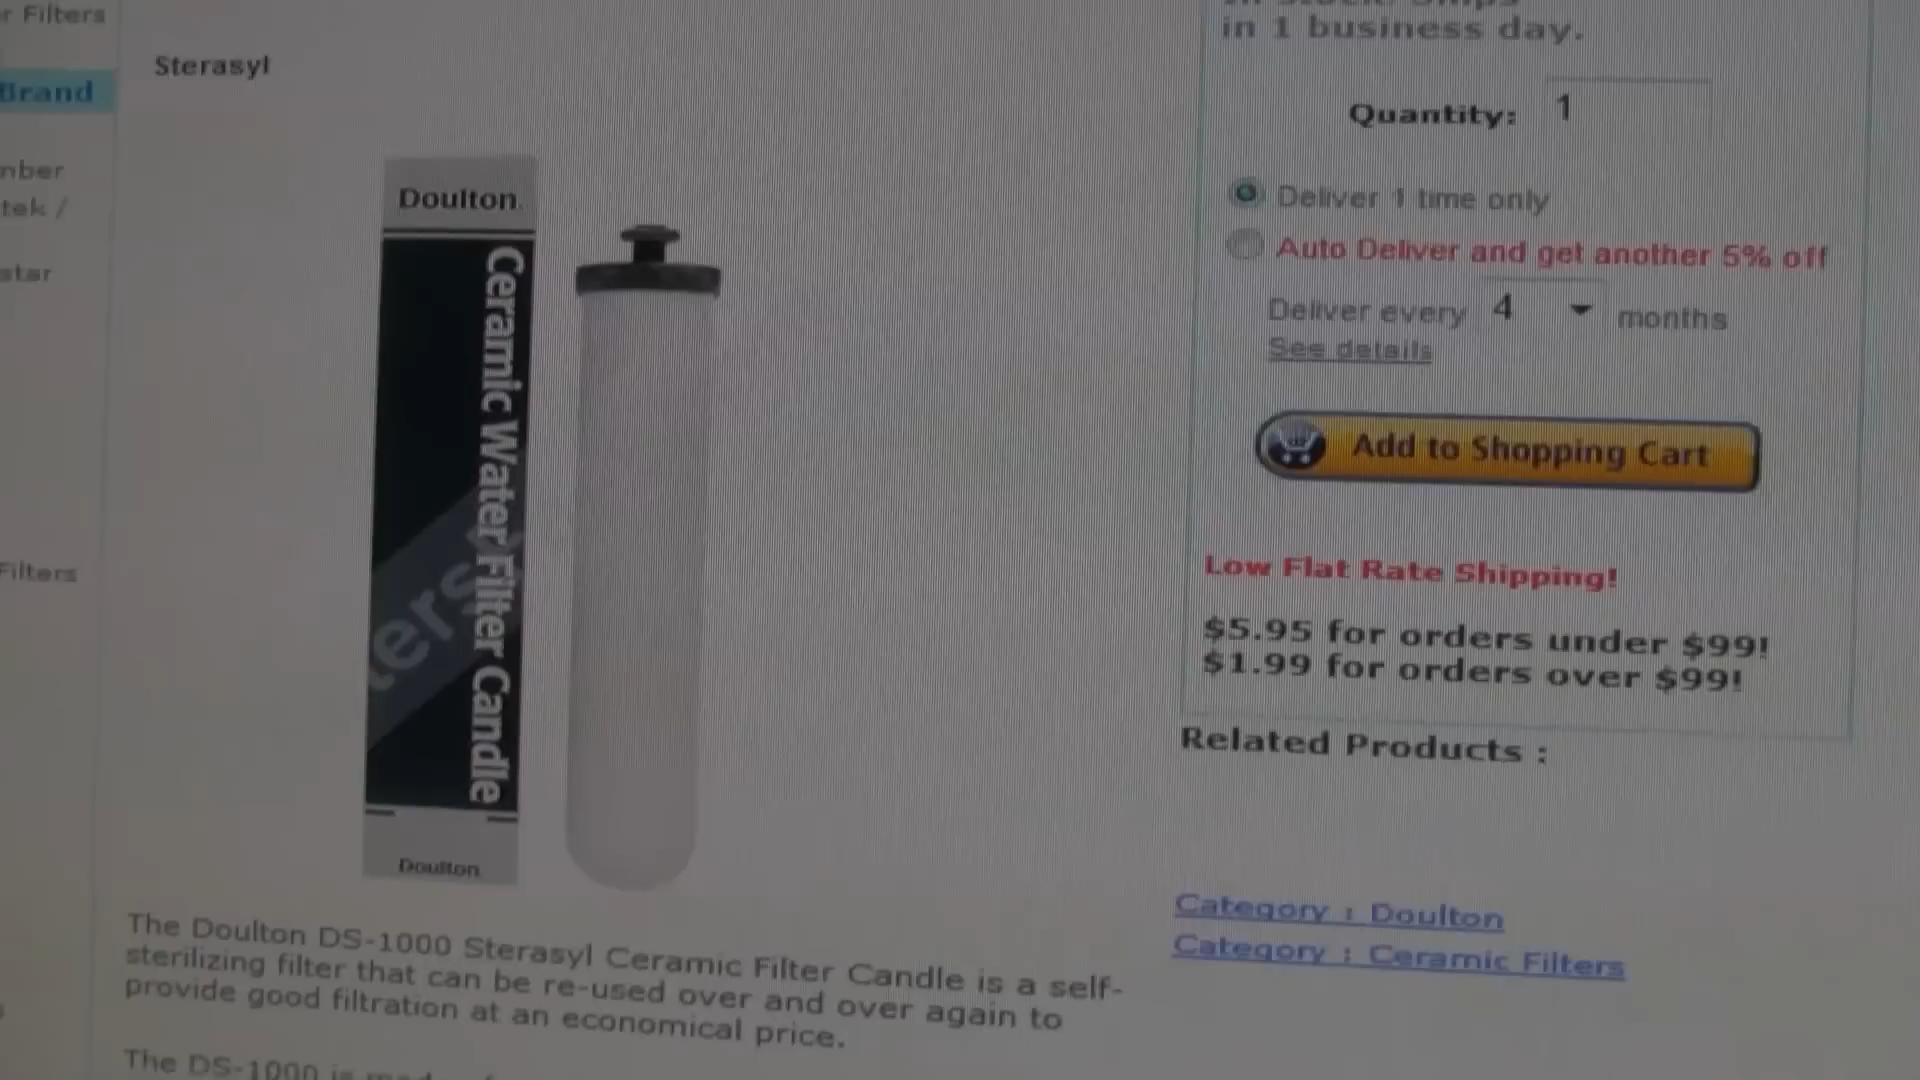 r Filters
Brand
mber
tek /
star
Filters
Sterasyl
Doulton
Ceramic Water Filter Candle
ters
Doulton
The Doulton DS-1000 Sterasyl Ceramic Filter Candle is a self-
sterilizing filter that can be re-used over and over again to
provide good filtration at an economical price.
The DS-1000 is
in 1 business day.
Quantity: 1
Deliver 1 time only
Auto Deliver and get another 5% off
Deliver every 4 months
See details
Add to Shopping Cart
Low Flat Rate Shipping!
$5.95 for orders under $99!
$1.99 for orders over $99!
Related Products :
Category : Doulton
Category : Ceramic Filters